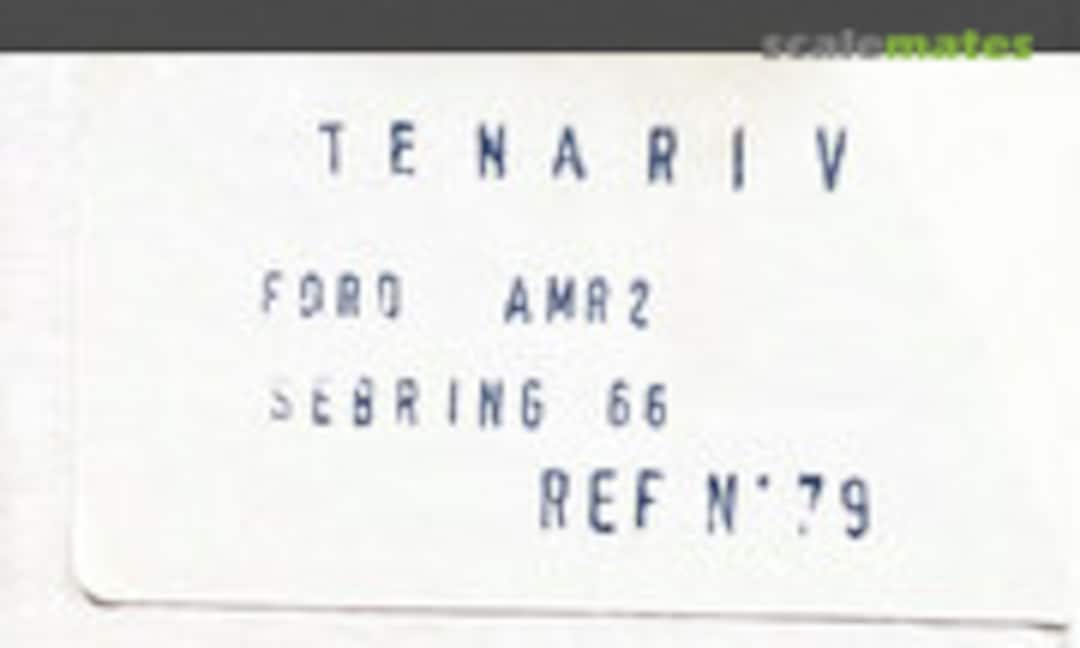 scalemates
TENARIV
FORD AMR2
SEBRING 66
REF N° 79